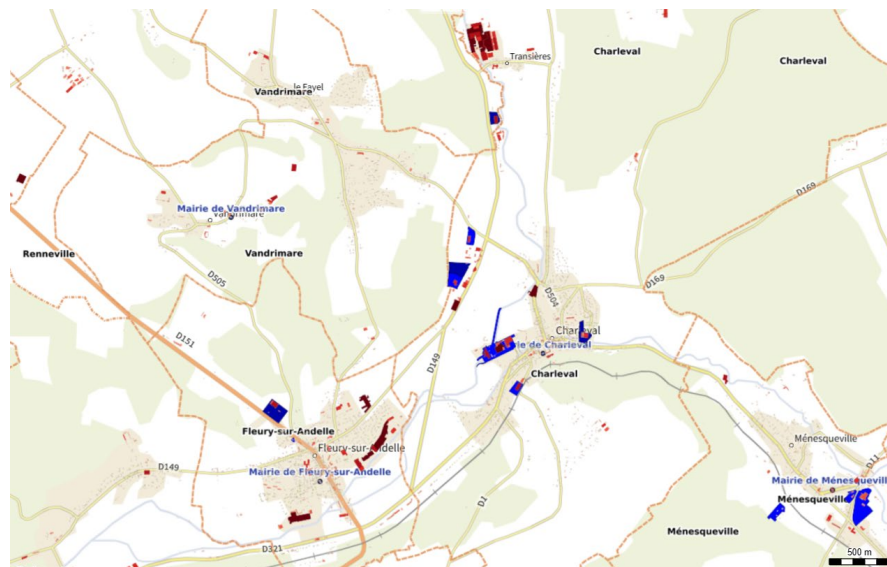 Transières
Charleval
Charleval
le Fayel
Vandrimare
D169
Mairie de Vandrimare
Vandrimare
Renneville
Vandrimare
D505
D169
D504
D151
Charleval
Mairie de Charleval
D149
Charleval
Fleury-sur-Andelle
Fleury-sur-Andelle
Ménesqueville
D149
Mairie de Fleury-sur-Andelle
D11
Mairie de Ménesqueville
Ménesqueville
D1
Ménesqueville
D321
500 m